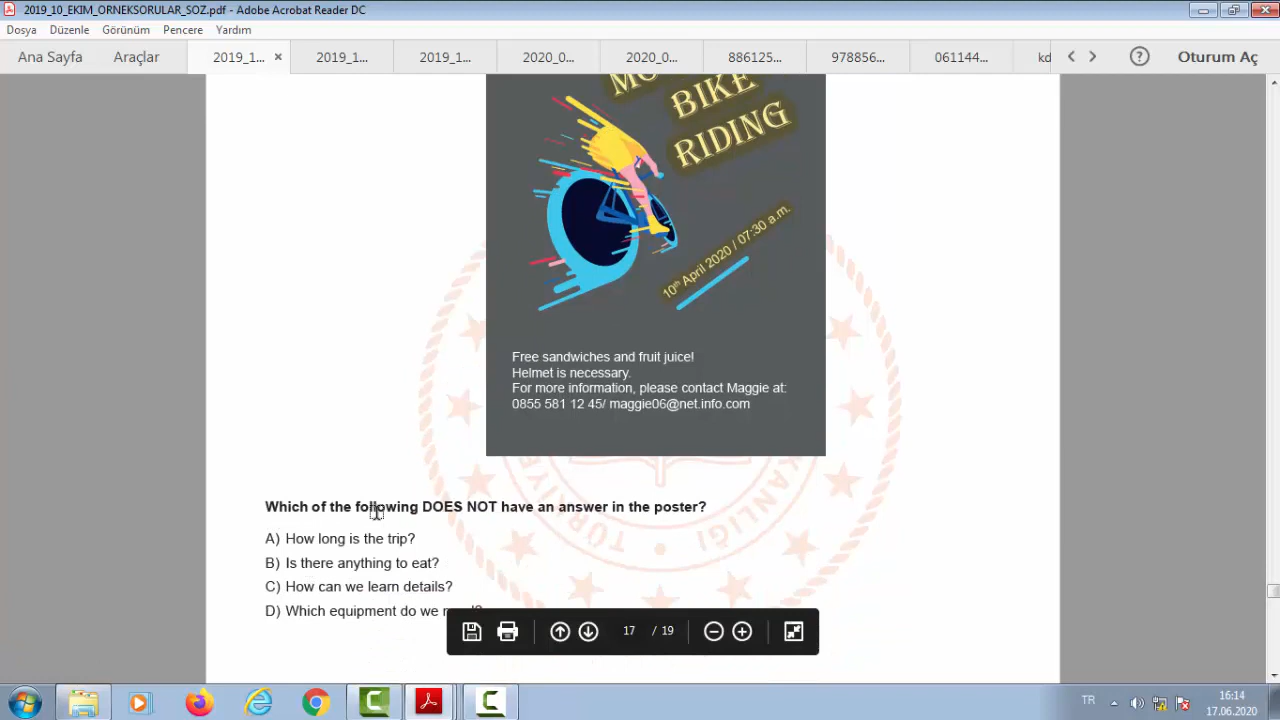 2019_10_EKIM_ORNEKSORULAR_SOZ.pdf - Adobe Acrobat Reader DC
Dosya Düzenle Görünüm Pencere Yardım
Ana Sayfa Araçlar 2019_1... × 2019_1... 2019_1... 2020_0... 2020_0... 886125... 978856... 061144... kd Oturum Aç
BIKE
RIDING
10th April 2020 / 07:30 a.m.
Free sandwiches and fruit juice!
Helmet is necessary.
For more information, please contact Maggie at:
0855 581 12 45/ maggie06@net.info.com
Which of the following DOES NOT have an answer in the poster?
A) How long is the trip?
B) Is there anything to eat?
C) How can we learn details?
D) Which equipment do we
17 / 19
TR 16:14
17.06.2020